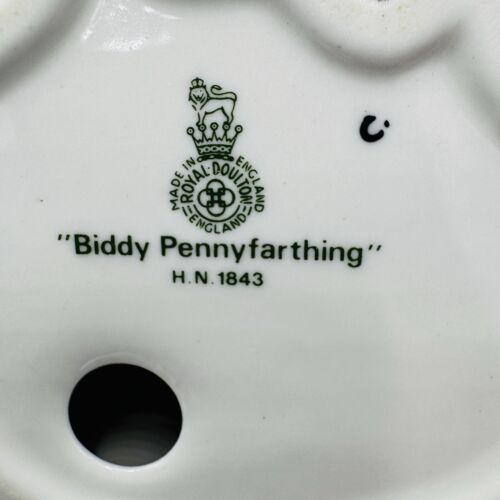 MADE IN ENGLAND
ROYAL DOULTON
ENGLAND
C.
"Biddy Pennyfarthing"
H.N. 1843